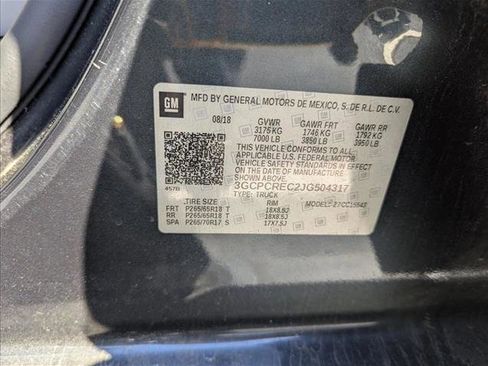 GM MFD BY GENERAL MOTORS DE MEXICO, S. DE R.L. DE C.V.
08/18 GVWR GAWR FRT GAWR RR
3175 KG 1746 KG 1792 KG
7000 LB 3850 LB 3950 LB
THIS VEHICLE CONFORMS TO ALL
APPLICABLE U.S. FEDERAL MOTOR
VEHICLE SAFETY STANDARDS IN EFFECT
ON THE DATE OF MANUFACTURE SHOWN ABOVE.
3GCPCREC2JG504317
TYPE: TRUCK
TIRE SIZE RIM MODEL:
FRT P265/65R18 T 18X8.5J
RR P265/65R18 T 18X8.5J
SPA P265/70R17 S 17X7.5J